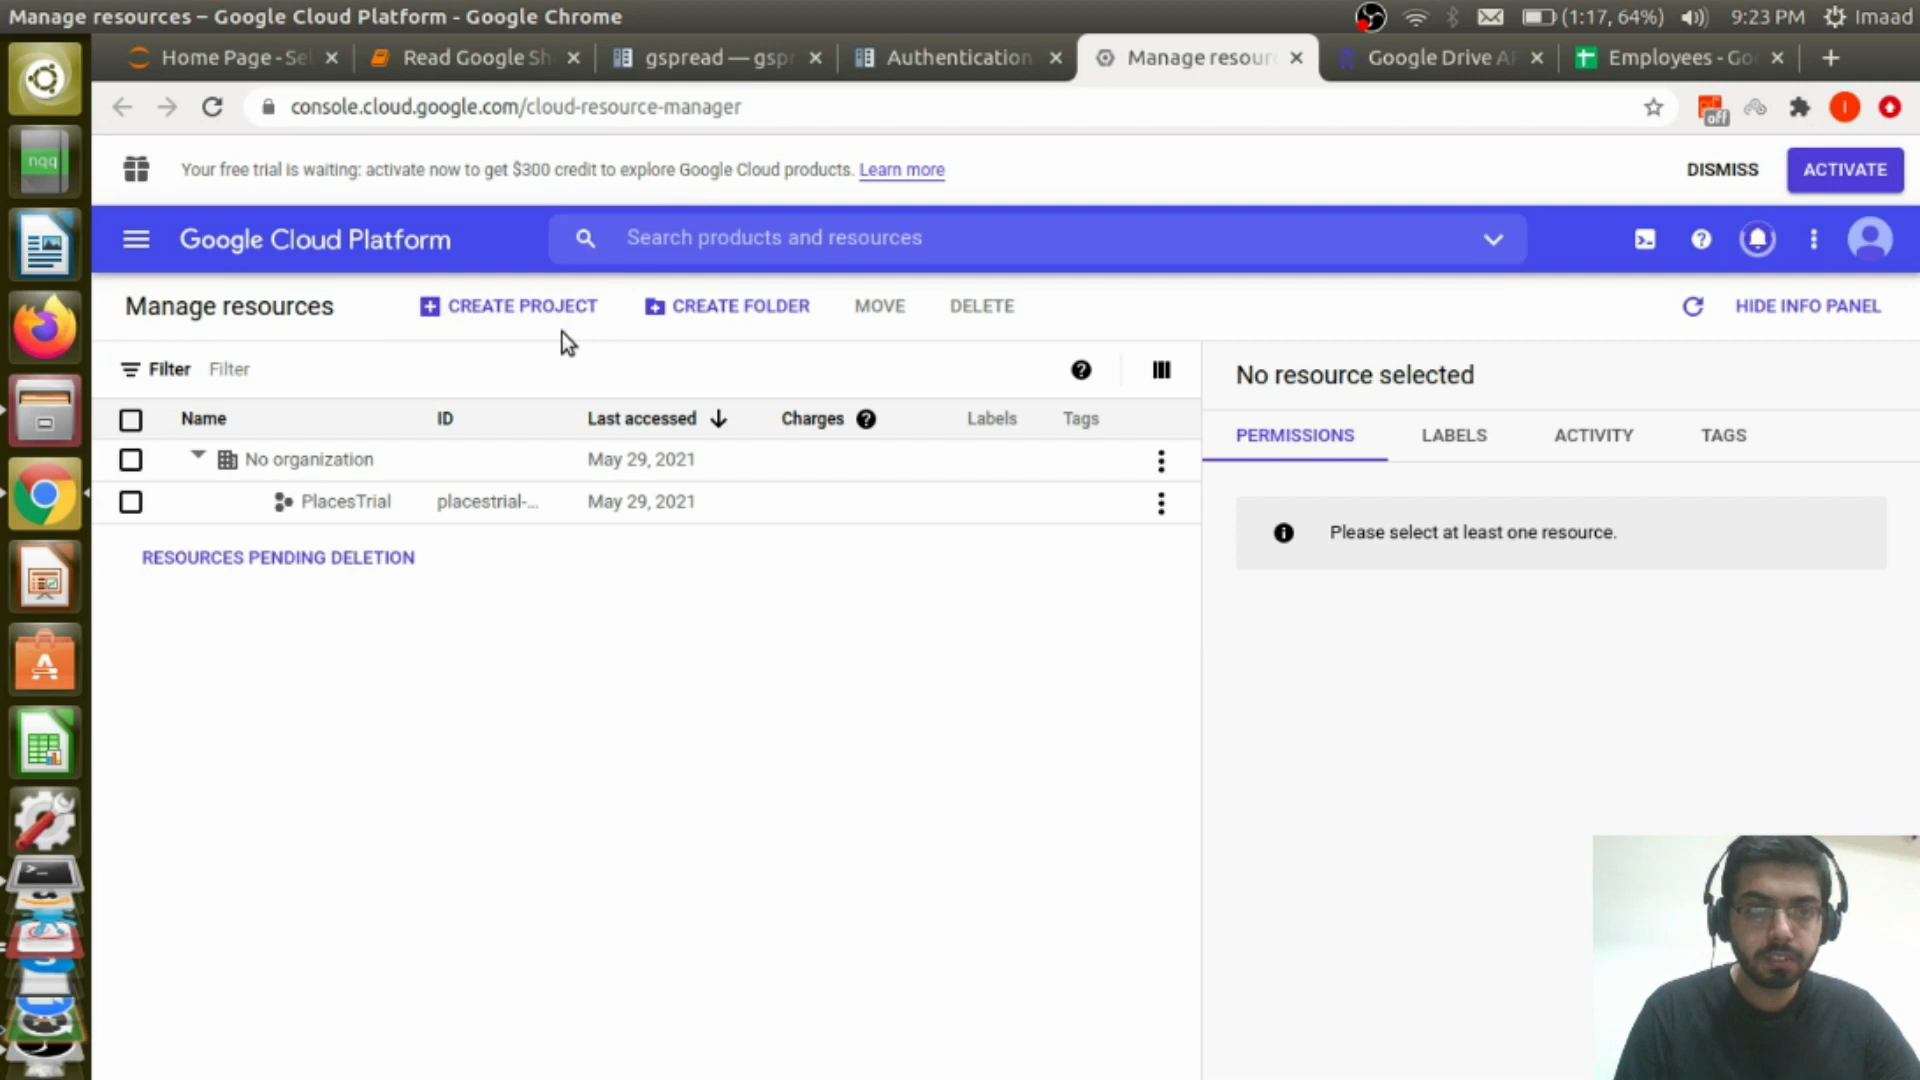 Manage resources – Google Cloud Platform - Google Chrome
(1:17, 64%) 9:23 PM Imaad
Home Page - Sel
Read Google Sh
gspread — gspr
Authentication
Manage resour
Google Drive AP
Employees - Go
console.cloud.google.com/cloud-resource-manager
off
I
Your free trial is waiting: activate now to get $300 credit to explore Google Cloud products. Learn more
DISMISS
ACTIVATE
nqq
Google Cloud Platform
Search products and resources
Manage resources
CREATE PROJECT
CREATE FOLDER
MOVE
DELETE
HIDE INFO PANEL
Filter Filter
Name ID Last accessed Charges Labels Tags
No organization May 29, 2021
PlacesTrial placestrial-... May 29, 2021
RESOURCES PENDING DELETION
No resource selected
PERMISSIONS LABELS ACTIVITY TAGS
Please select at least one resource.